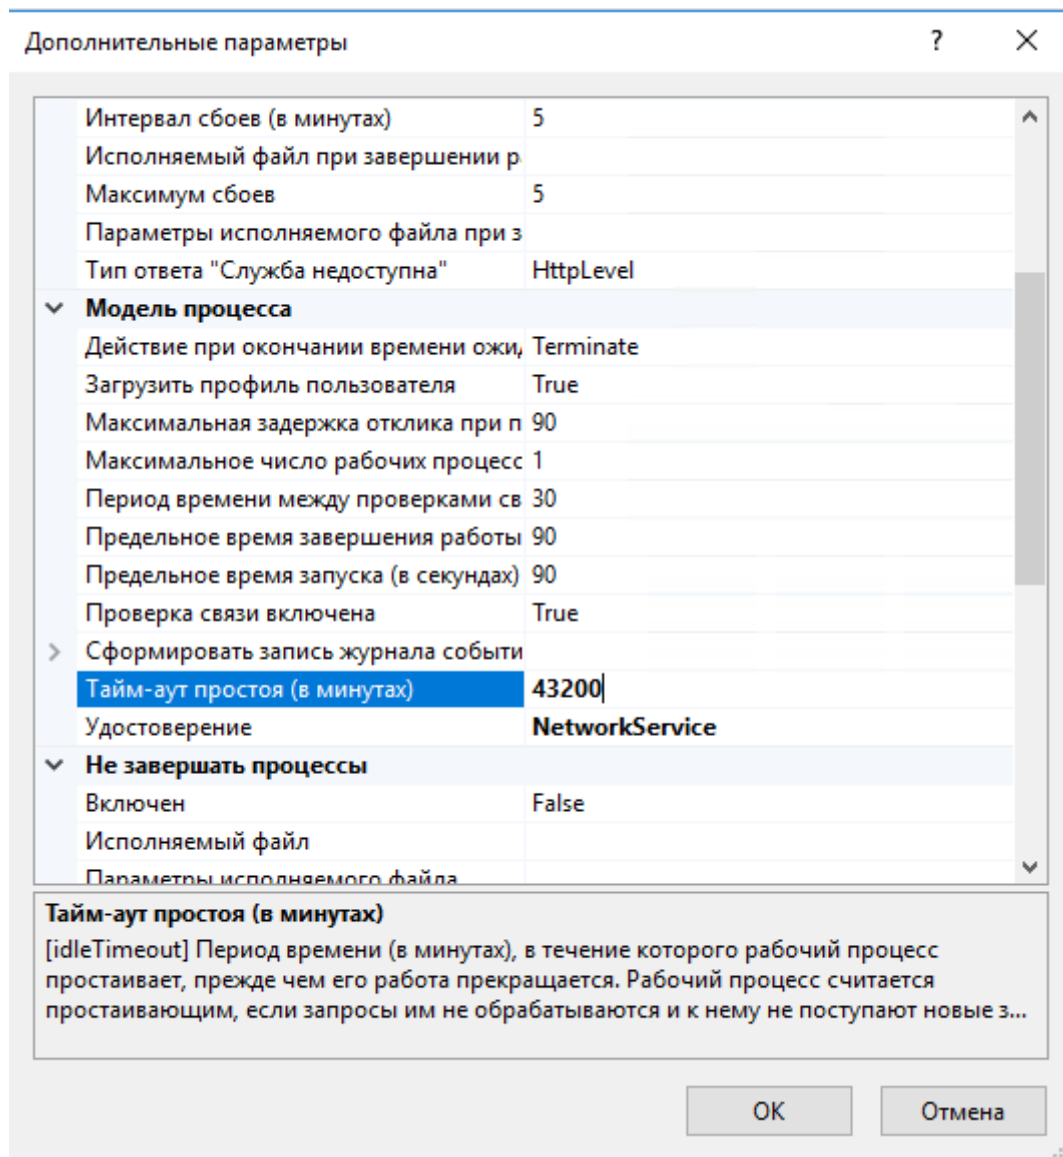 Дополнительные параметры ? ×
Интервал сбоев (в минутах) 5
Исполняемый файл при завершении р
Максимум сбоев 5
Параметры исполняемого файла при з
Тип ответа "Служба недоступна" HttpLevel
Модель процесса
Действие при окончании времени ожид Terminate
Загрузить профиль пользователя True
Максимальная задержка отклика при п 90
Максимальное число рабочих процесс 1
Период времени между проверками св 30
Предельное время завершения работы 90
Предельное время запуска (в секундах) 90
Проверка связи включена True
Сформировать запись журнала событи
Тайм-аут простоя (в минутах) 43200
Удостоверение NetworkService
Не завершать процессы
Включен False
Исполняемый файл
Параметры исполняемого файла
Тайм-аут простоя (в минутах)
[idleTimeout] Период времени (в минутах), в течение которого рабочий процесс
простаивает, прежде чем его работа прекращается. Рабочий процесс считается
простаивающим, если запросы им не обрабатываются и к нему не поступают новые з...
ОК Отмена